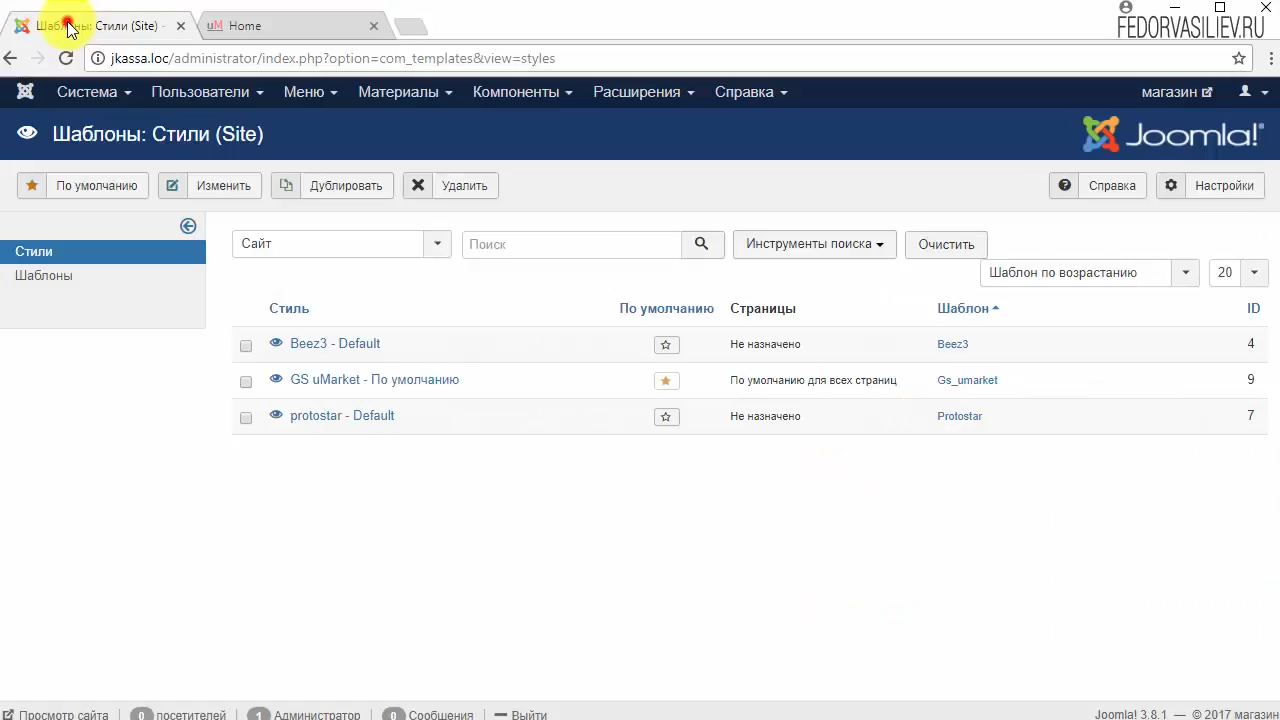 Шаблоны: Стили (Site) -
uM Home
FEDORVASILIEV.RU
jkassa.loc/administrator/index.php?option=com_templates&view=styles
Система Пользователи Меню Материалы Компоненты Расширения Справка магазин
Шаблоны: Стили (Site)
Joomla!®
По умолчанию Изменить Дублировать Удалить Справка Настройки
Стили
Шаблоны
Сайт Поиск Инструменты поиска Очистить
Шаблон по возрастанию 20
Стиль По умолчанию Страницы Шаблон ID
Beez3 - Default Не назначено Beez3 4
GS uMarket - По умолчанию По умолчанию для всех страниц Gs_umarket 9
protostar - Default Не назначено Protostar 7
Просмотр сайта 0 посетителей 1 Администратор 0 Сообщения Выйти Joomla! 3.8.1 — © 2017 магазин